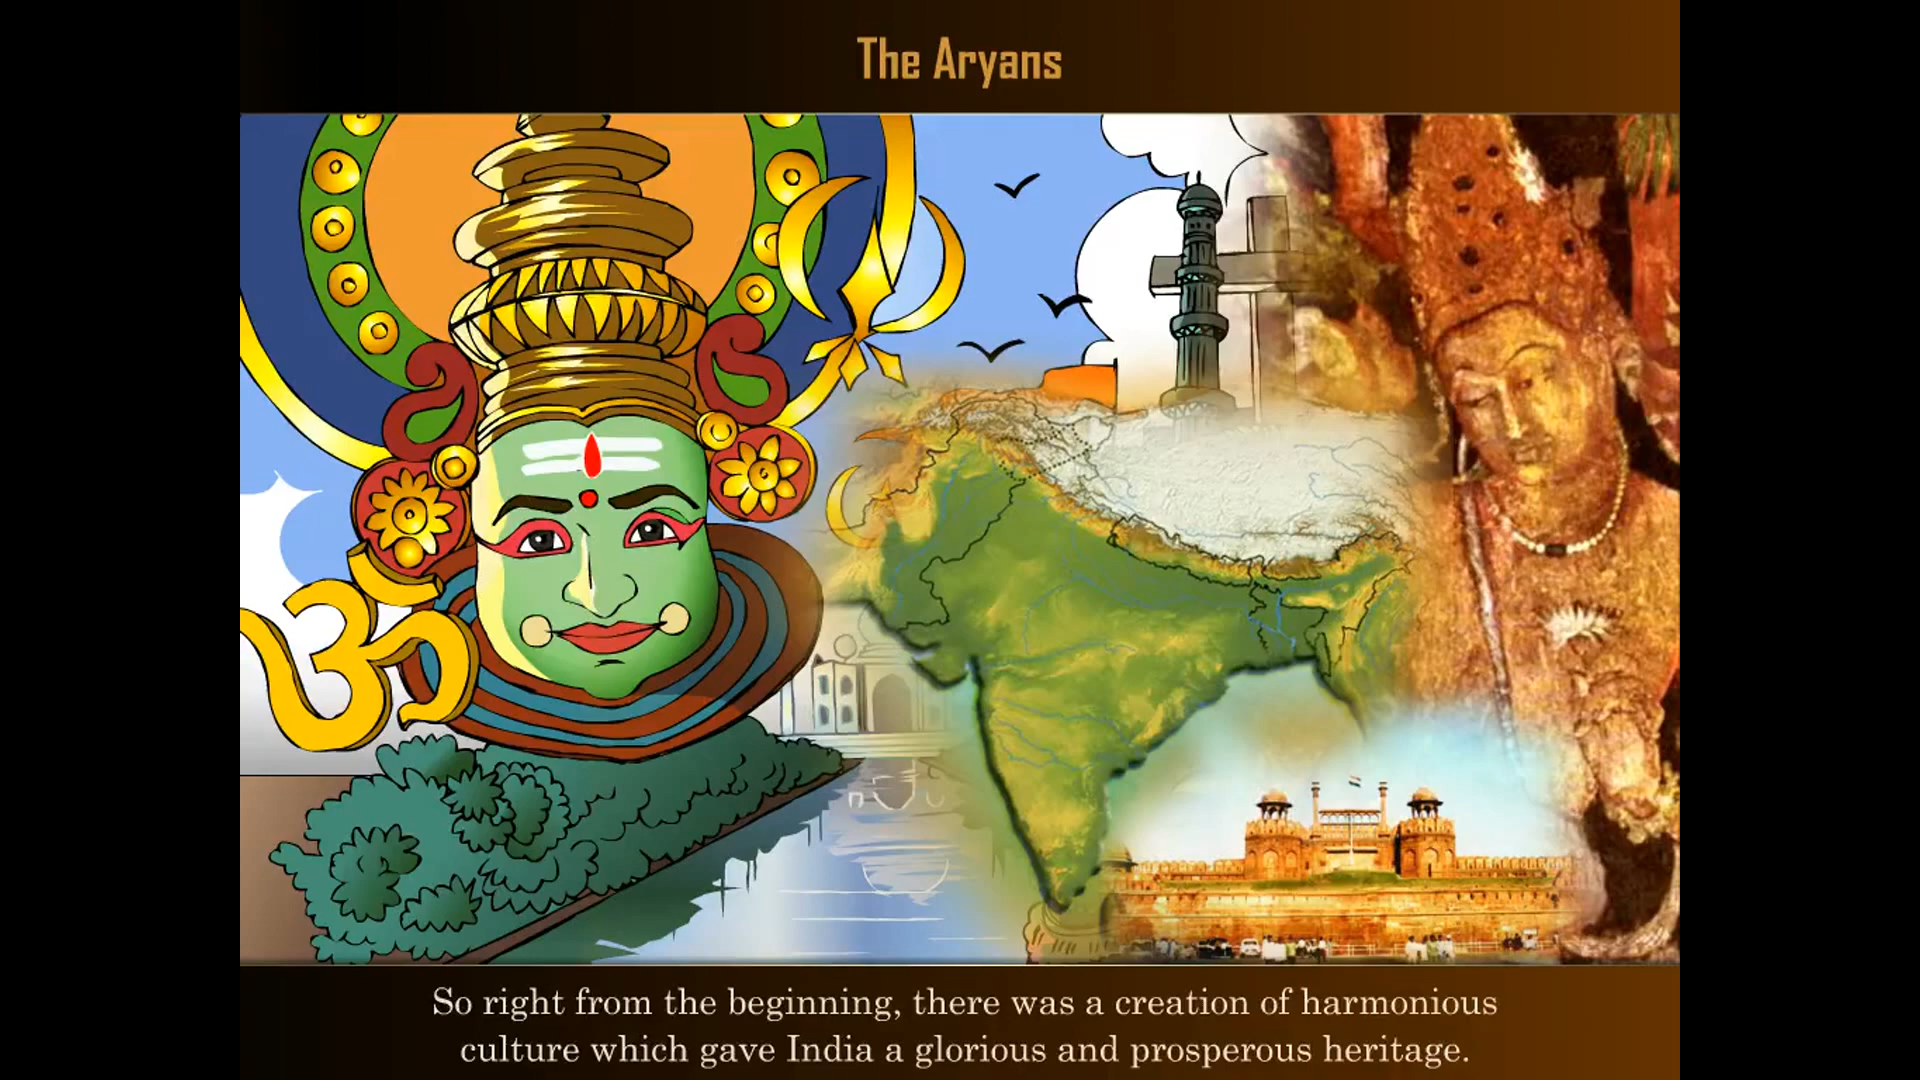 The Aryans
ॐ
So right from the beginning, there was a creation of harmonious
culture which gave India a glorious and prosperous heritage.